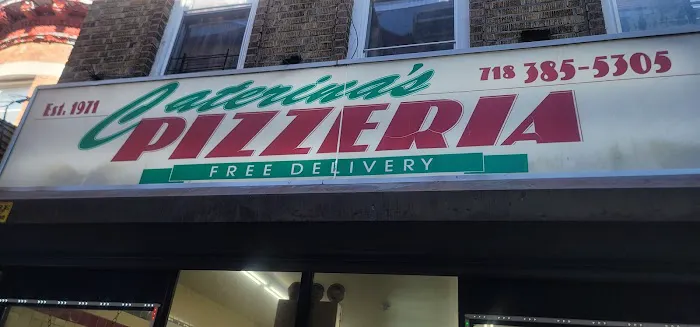 Est. 1971
Caterina's
718 385-5305
PIZZERIA
FREE DELIVERY